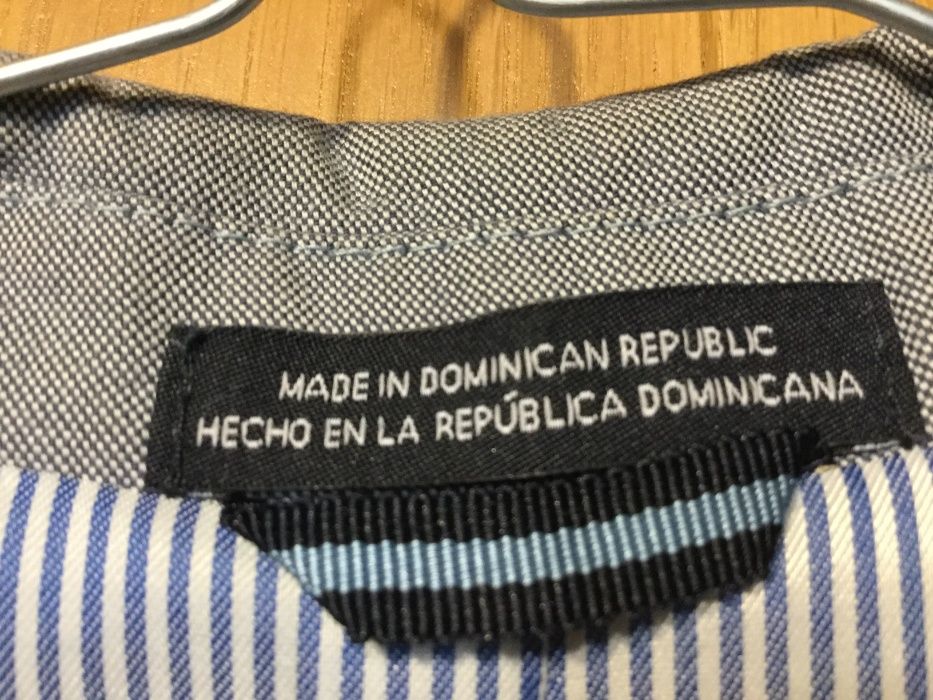 MADE IN DOMINICAN REPUBLIC
HECHO EN LA REPÚBLICA DOMINICANA